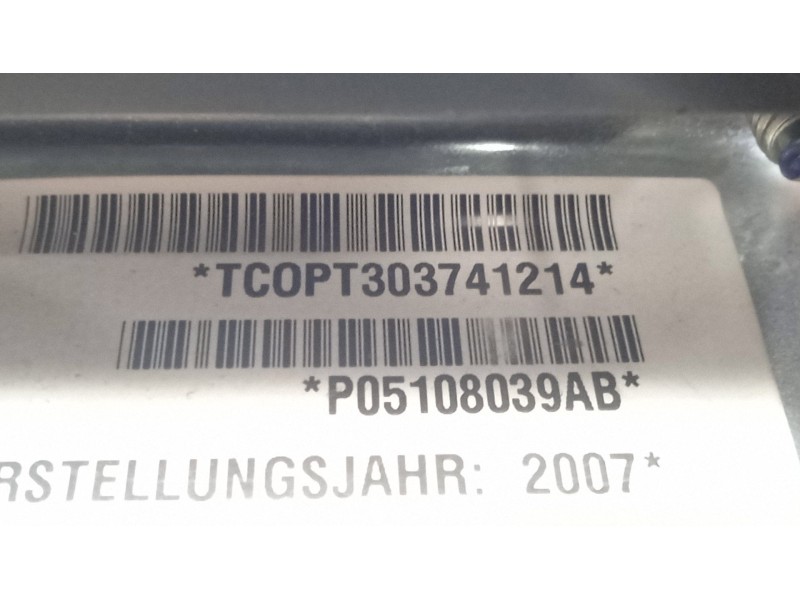 *TCOPT303741214*
*P05108039AB*
RSTELLUNGSJAHR: 2007*